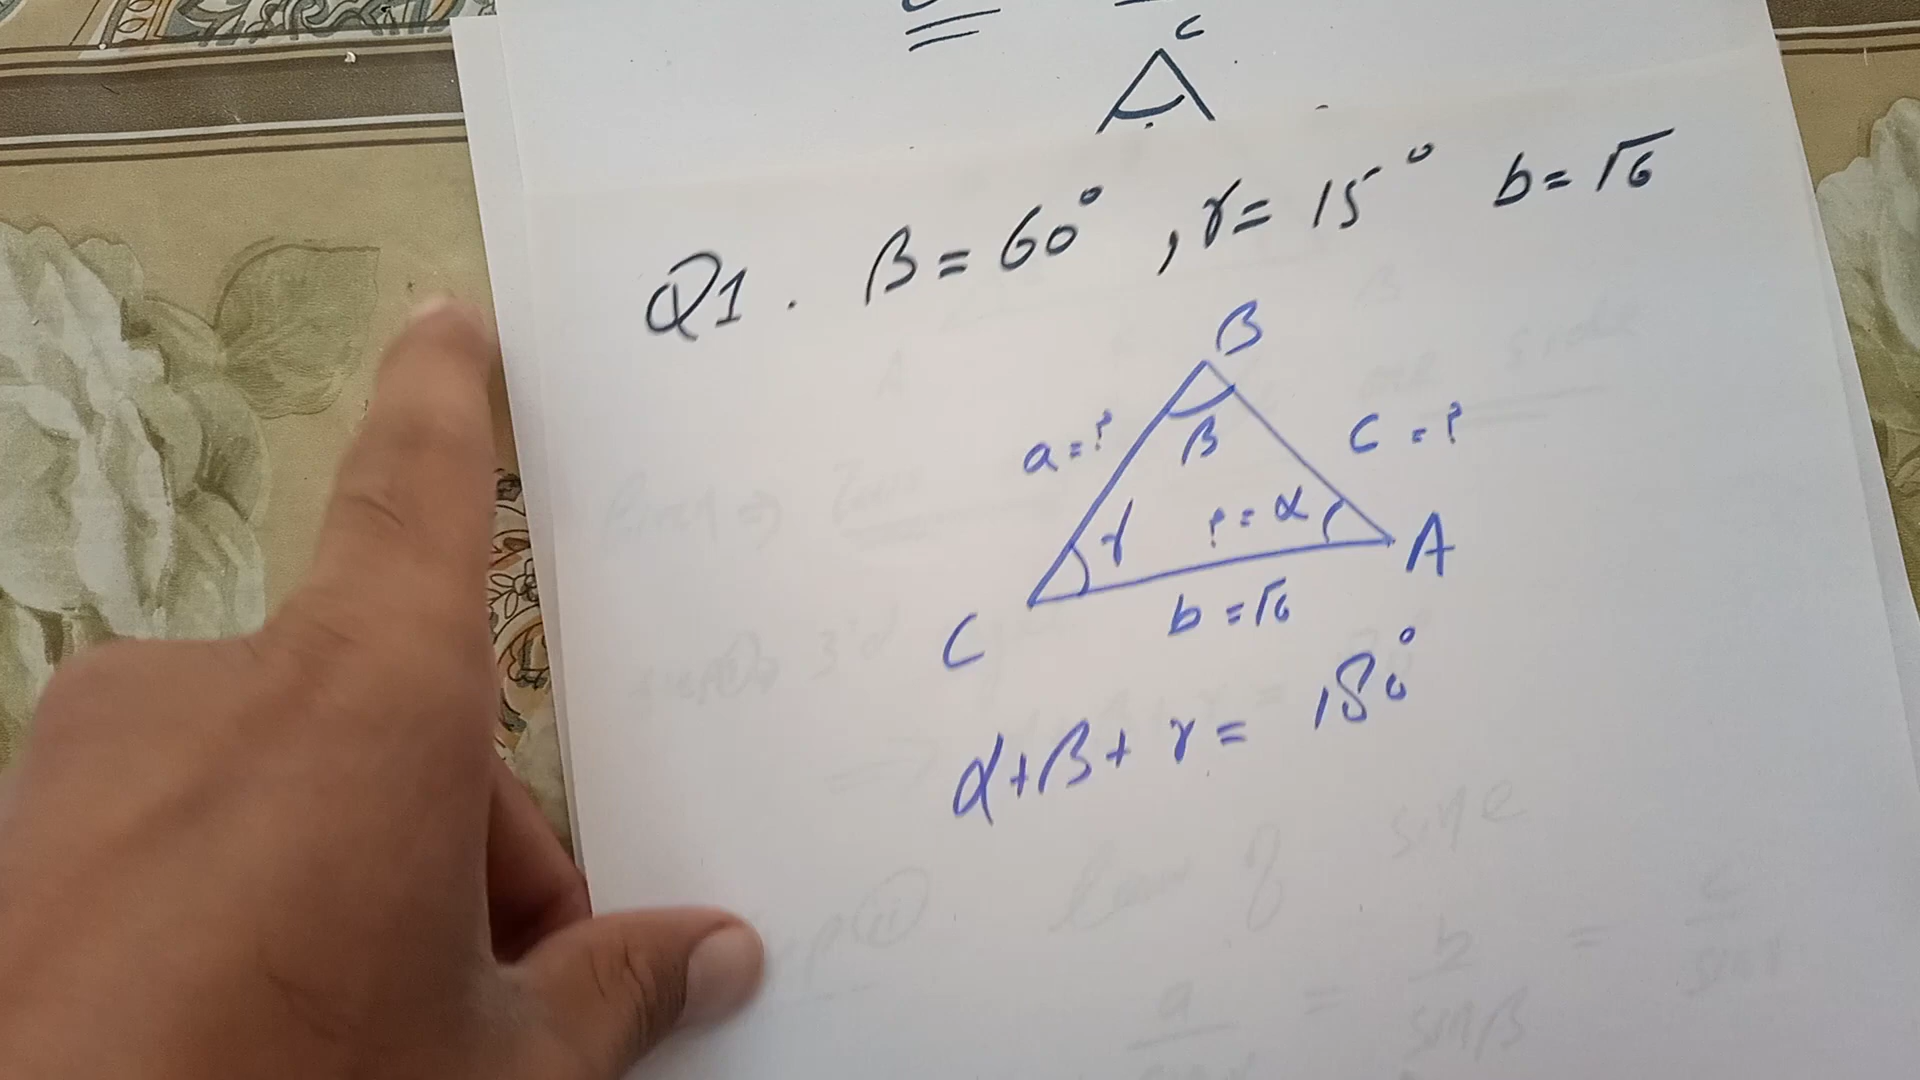 C
Q1. β = 60°, γ = 15° b = √6
B
a = ?
β
c = ?
γ
? = α
A
b = √6
C
α + β + γ = 180°